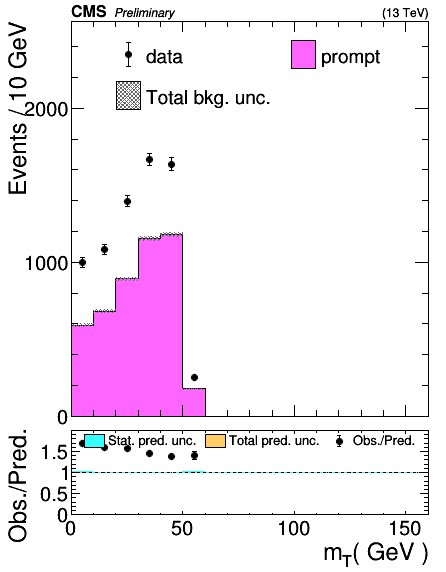 CMS Preliminary (13 TeV)
Events / 10 GeV
data
prompt
Total bkg. unc.
2000
1000
0
Obs./Pred.
Stat. pred. unc.
Total pred. unc.
Obs./Pred.
1.5
1
0.5
0
0 50 100 150
mT( GeV )